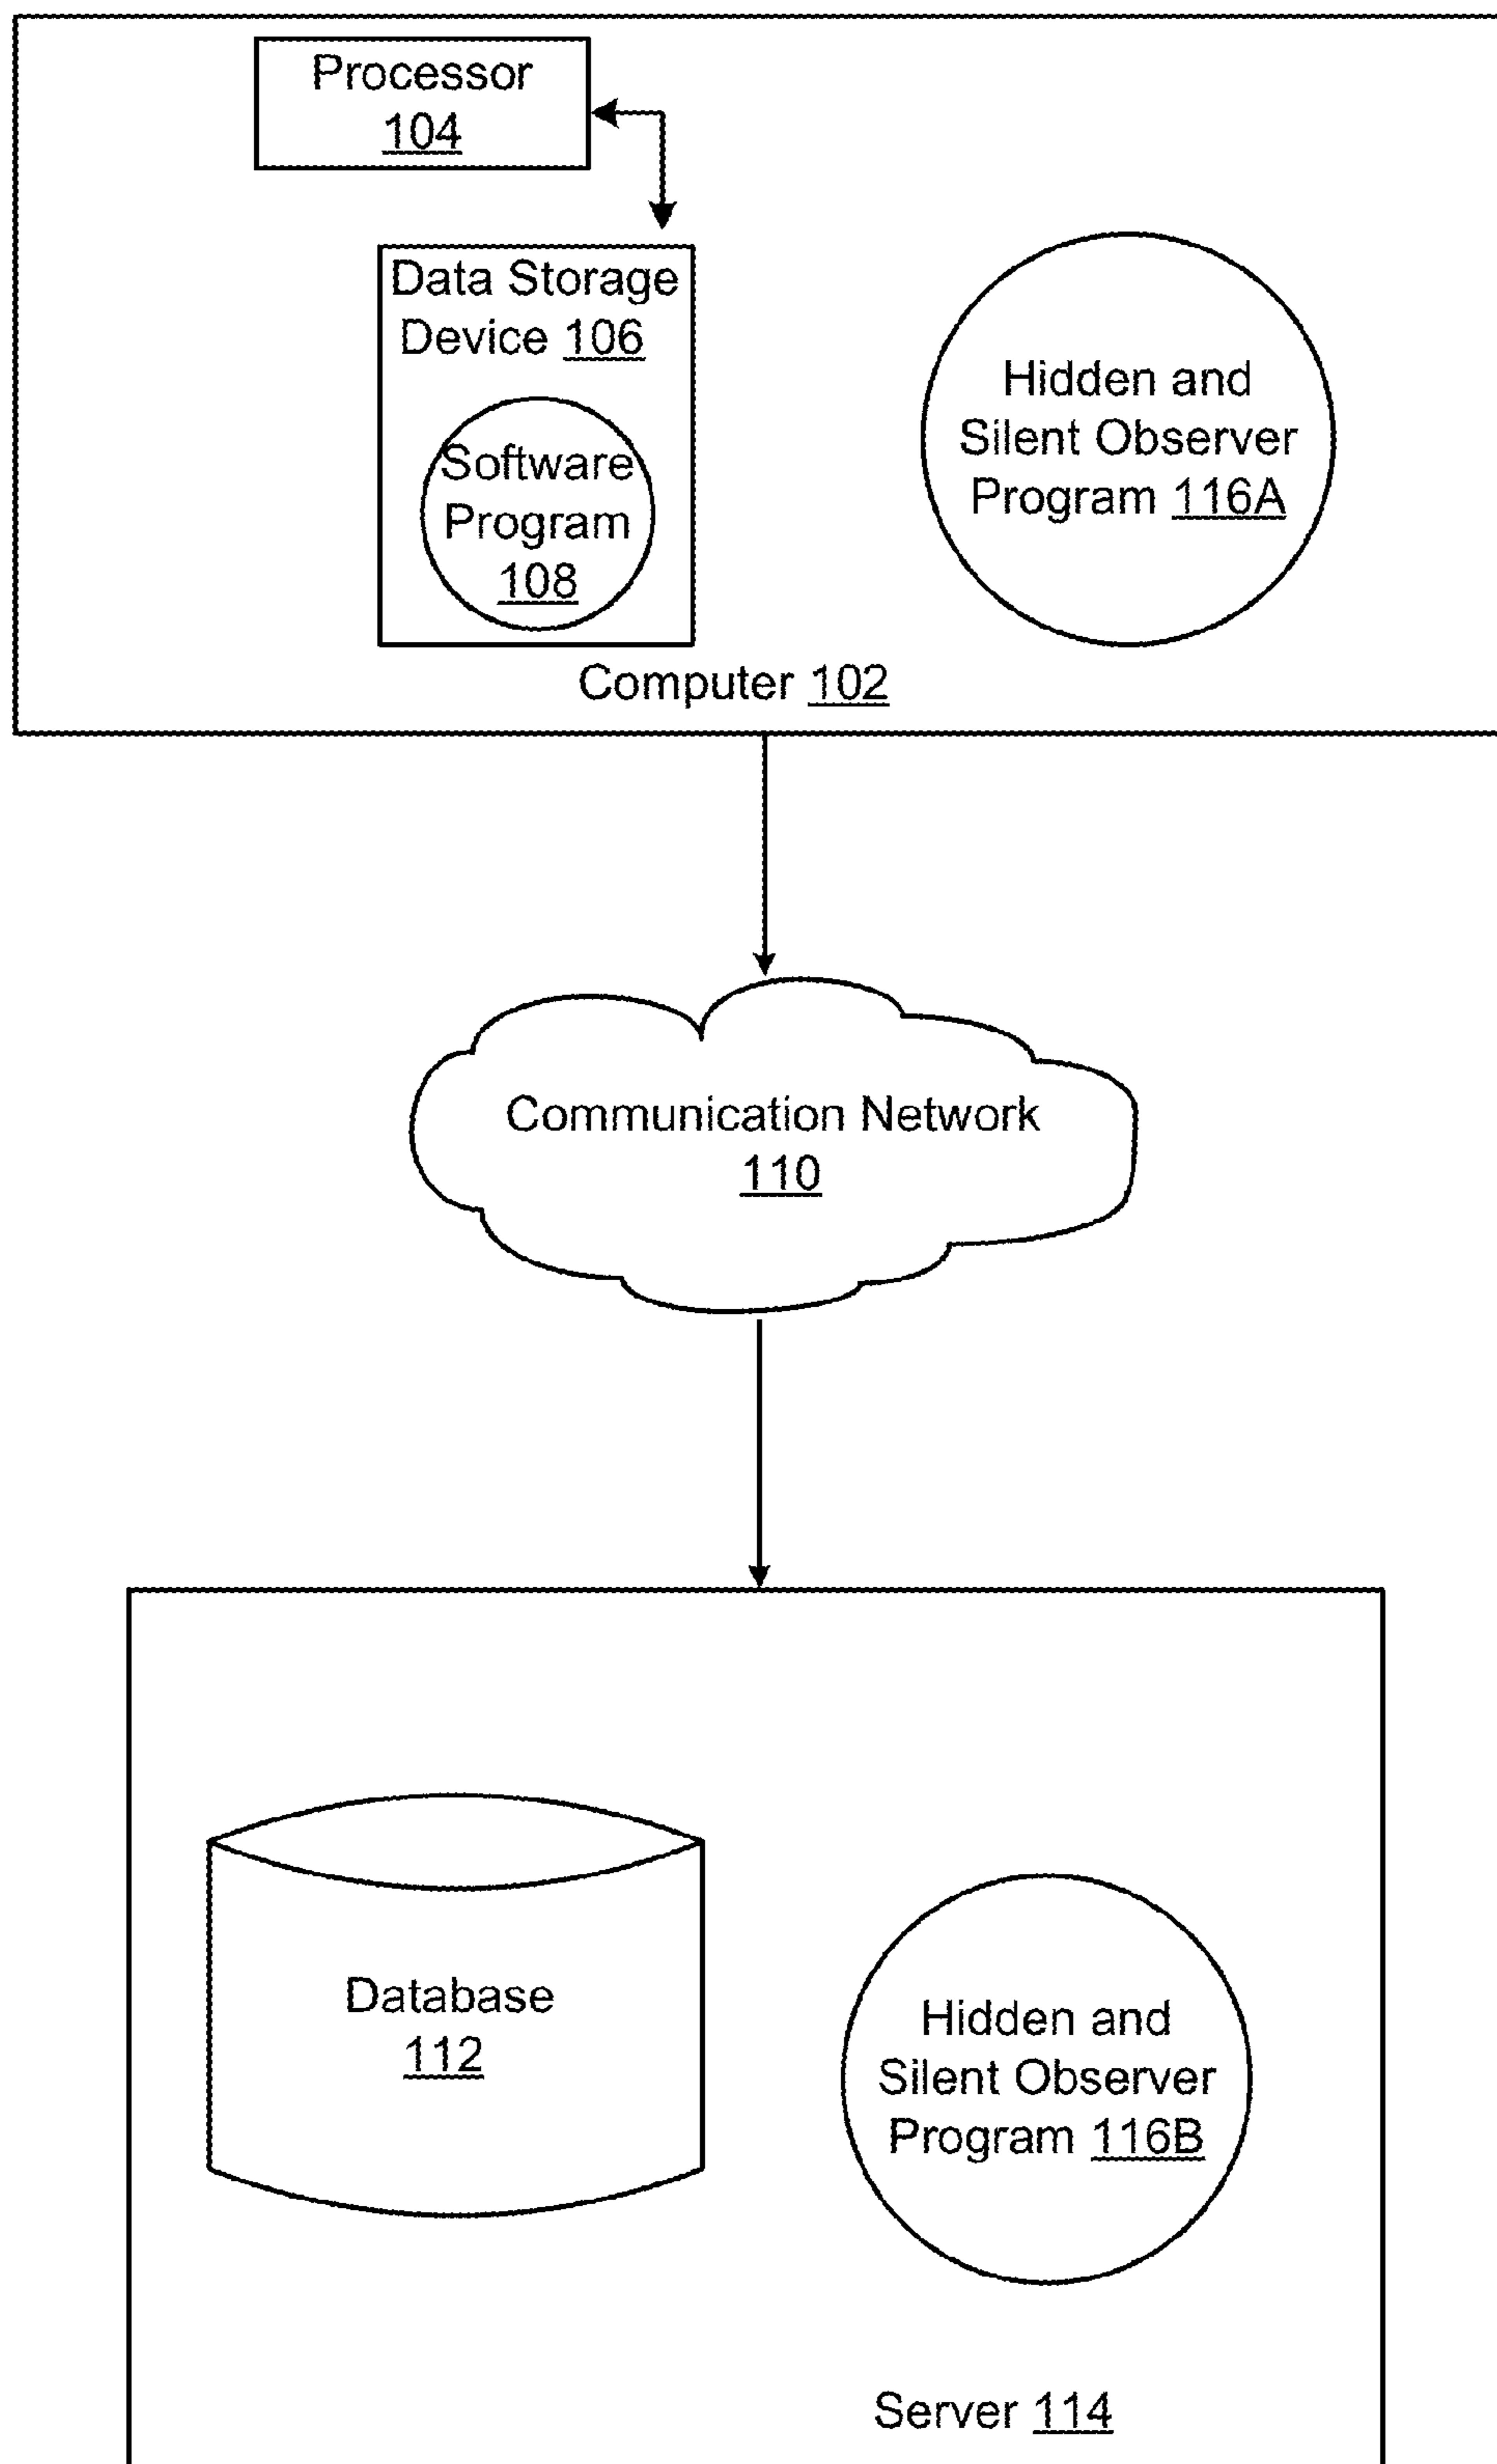 Processor
104
Data Storage
Device 106
Software
Program
108
Hidden and
Silent Observer
Program 116A
Computer 102
Communication Network
110
Database
112
Hidden and
Silent Observer
Program 116B
Server 114